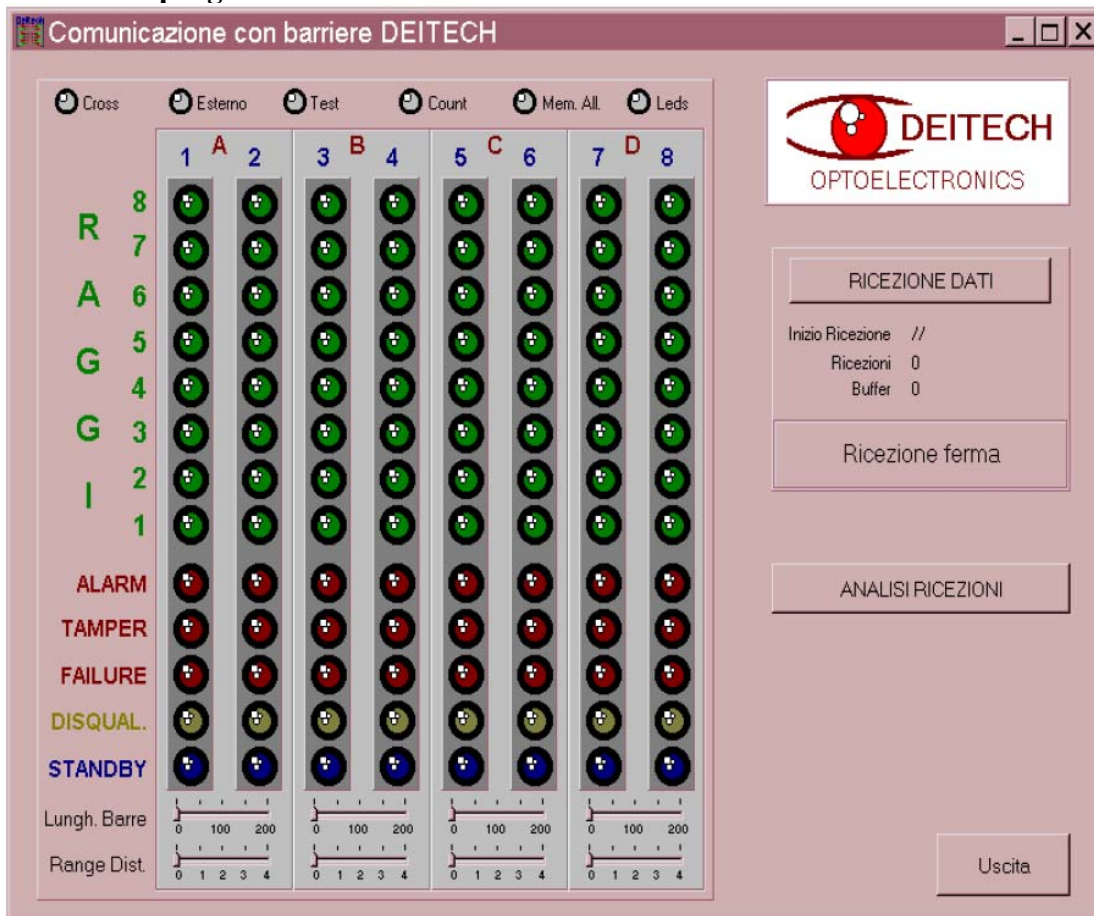 Comunicazione con barriere DEITECH
Cross Esterno Test Count Mem. All. Leds
A B C D
1 2 3 4 5 6 7 8
RAGGI
8
7
6
5
4
3
2
1
ALARM
TAMPER
FAILURE
DISQUAL.
STANDBY
Lungh. Barre
0 100 200 0 100 200 0 100 200 0 100 200
Range Dist.
0 1 2 3 4 0 1 2 3 4 0 1 2 3 4 0 1 2 3 4
DEITECH
OPTOELECTRONICS
RICEZIONE DATI
Inizio Ricezione //
Ricezioni 0
Buffer 0
Ricezione ferma
ANALISI RICEZIONI
Uscita